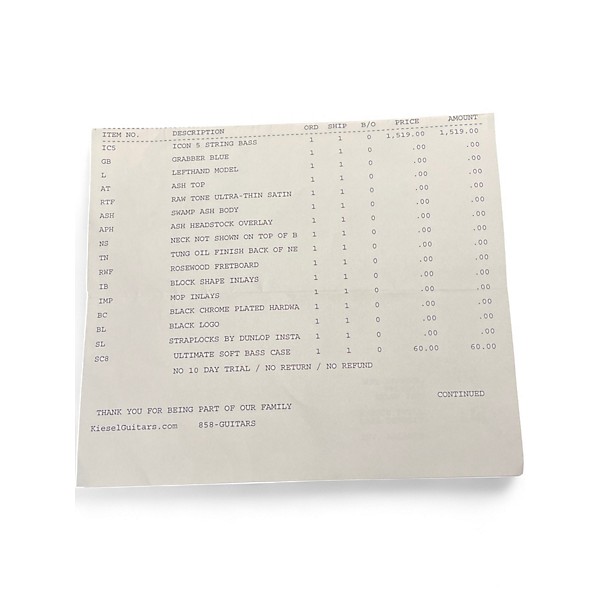 ITEM NO. DESCRIPTION ORD SHIP B/O PRICE AMOUNT
IC5 ICON 5 STRING BASS 1 1 0 1,519.00 1,519.00
GB GRABBER BLUE 1 1 0 .00 .00
L LEFTHAND MODEL 1 1 0 .00 .00
AT ASH TOP 1 1 0 .00 .00
RTF RAW TONE ULTRA-THIN SATIN 1 1 0 .00 .00
ASH SWAMP ASH BODY 1 1 0 .00 .00
APH ASH HEADSTOCK OVERLAY 1 1 0 .00 .00
NS NECK NOT SHOWN ON TOP OF B 1 1 0 .00 .00
TN TUNG OIL FINISH BACK OF NE 1 1 0 .00 .00
RWF ROSEWOOD FRETBOARD 1 1 0 .00 .00
IB BLOCK SHAPE INLAYS 1 1 0 .00 .00
IMP MOP INLAYS 1 1 0 .00 .00
BC BLACK CHROME PLATED HARDWA 1 1 0 .00 .00
BL BLACK LOGO 1 1 0 .00 .00
SL STRAPLOCKS BY DUNLOP INSTA 1 1 0 .00 .00
SC8 ULTIMATE SOFT BASS CASE 1 1 0 60.00 60.00
NO 10 DAY TRIAL / NO RETURN / NO REFUND
CONTINUED
THANK YOU FOR BEING PART OF OUR FAMILY
KieselGuitars.com 858-GUITARS